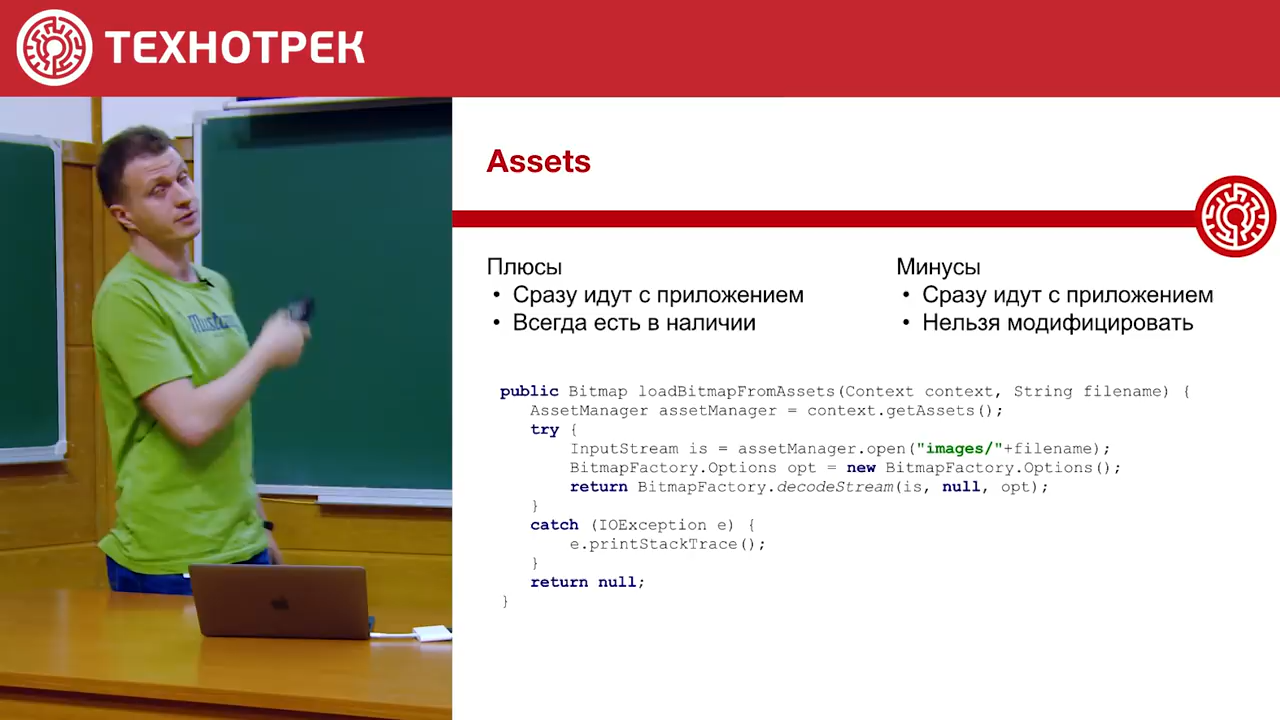 ТЕХНОТРЕК
Assets
Плюсы
• Сразу идут с приложением
• Всегда есть в наличии
Минусы
• Сразу идут с приложением
• Нельзя модифицировать
public Bitmap loadBitmapFromAssets(Context context, String filename) {
AssetManager assetManager = context.getAssets();
try {
InputStream is = assetManager.open("images/"+filename);
BitmapFactory.Options opt = new BitmapFactory.Options();
return BitmapFactory.decodeStream(is, null, opt);
}
catch (IOException e) {
e.printStackTrace();
}
return null;
}